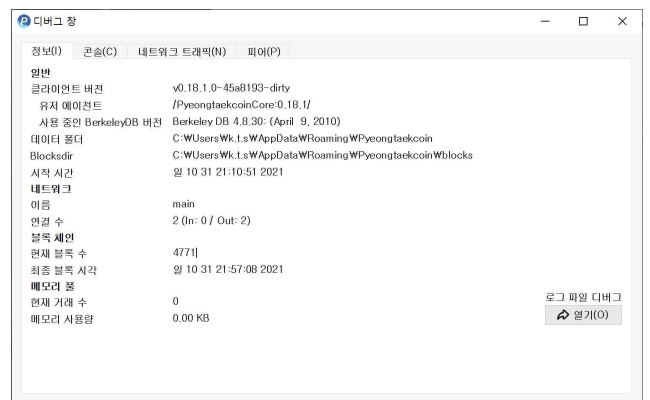 디버그 창
정보(I) 콘솔(C) 네트워크 트래픽(N) 피어(P)
일반
클라이언트 버전 v0.18.1.0-45a8193-dirty
유저 에이전트 /PyeongtaekcoinCore:0.18.1/
사용 중인 BerkeleyDB 버전 Berkeley DB 4.8.30: (April 9, 2010)
데이터 폴더 C:₩Users₩k.t.s₩AppData₩Roaming₩Pyeongtaekcoin
Blocksdir C:₩Users₩k.t.s₩AppData₩Roaming₩Pyeongtaekcoin₩blocks
시작 시간 일 10 31 21:10:51 2021
네트워크
이름 main
연결 수 2 (In: 0 / Out: 2)
블록 체인
현재 블록 수 4771
최종 블록 시각 일 10 31 21:57:08 2021
메모리 풀
현재 거래 수 0
메모리 사용량 0.00 KB
로그 파일 디버그
열기(O)